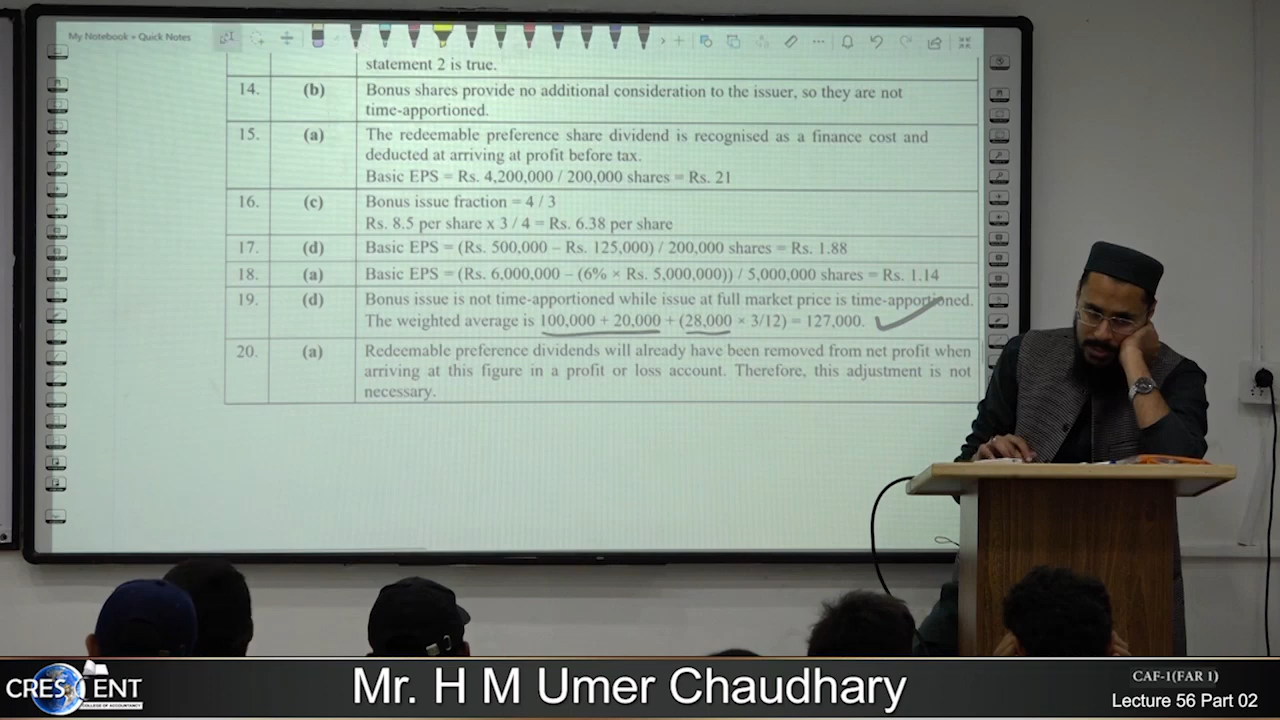 My Notebook » Quick Notes
statement 2 is true.
14. (b) Bonus shares provide no additional consideration to the issuer, so they are not
time-apportioned.
15. (a) The redeemable preference share dividend is recognised as a finance cost and
deducted at arriving at profit before tax.
Basic EPS = Rs. 4,200,000 / 200,000 shares = Rs. 21
16. (c) Bonus issue fraction = 4 / 3
Rs. 8.5 per share x 3 / 4 = Rs. 6.38 per share
17. (d) Basic EPS = (Rs. 500,000 – Rs. 125,000) / 200,000 shares = Rs. 1.88
18. (a) Basic EPS = (Rs. 6,000,000 – (6% × Rs. 5,000,000)) / 5,000,000 shares = Rs. 1.14
19. (d) Bonus issue is not time-apportioned while issue at full market price is time-apportioned.
The weighted average is 100,000 + 20,000 + (28,000 × 3/12) = 127,000.
20. (a) Redeemable preference dividends will already have been removed from net profit when
arriving at this figure in a profit or loss account. Therefore, this adjustment is not
necessary.
CRESCENT
COLLEGE OF ACCOUNTANCY
Mr. H M Umer Chaudhary
CAF-1(FAR 1)
Lecture 56 Part 02